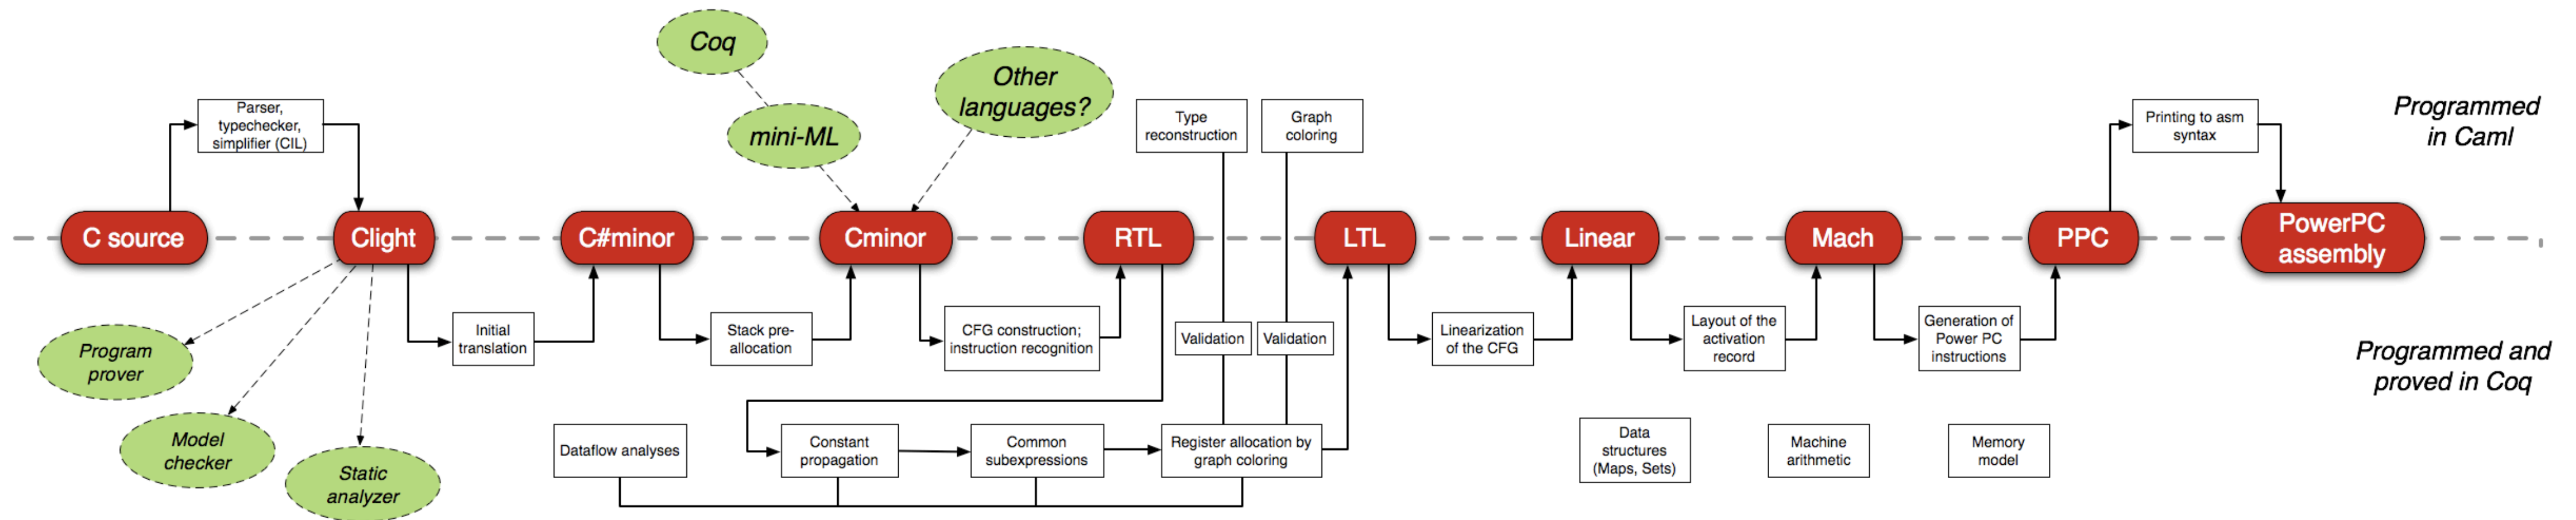 Coq
Other
languages?
mini-ML
Parser,
typechecker,
simplifier (CIL)
Type
reconstruction
Graph
coloring
Printing to asm
syntax
Programmed
in Caml
C source
Clight
C#minor
Cminor
RTL
LTL
Linear
Mach
PPC
PowerPC
assembly
Program
prover
Model
checker
Static
analyzer
Initial
translation
Stack pre-
allocation
CFG construction;
instruction recognition
Validation
Validation
Linearization
of the CFG
Layout of the
activation
record
Generation of
Power PC
instructions
Programmed and
proved in Coq
Dataflow analyses
Constant
propagation
Common
subexpressions
Register allocation by
graph coloring
Data
structures
(Maps, Sets)
Machine
arithmetic
Memory
model